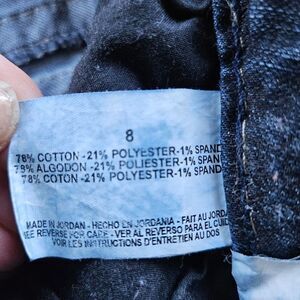 8
78% COTTON -21% POLYESTER-1% SPAND
78% ALGODON -21% POLIESTER-1% SPAN
78% COTON -21% POLYESTER-1% SPAND
MADE IN JORDAN - HECHO EN JORDANIA - FAIT AU JORD
SEE REVERSE FOR CARE - VER AL REVERSO PARA EL CUID
VOIR LES INSTRUCTIONS D'ENTRETIEN AU DOS